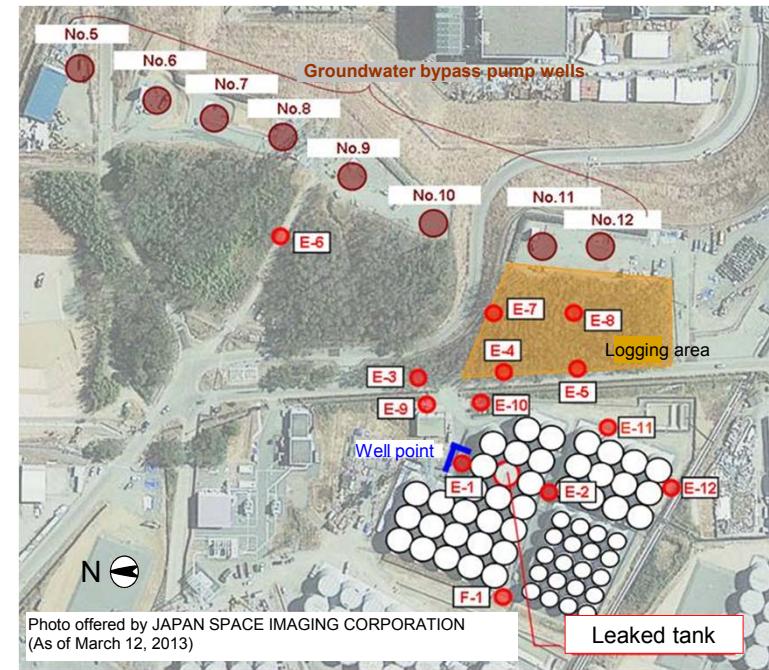 No.5
No.6
No.7
Groundwater bypass pump wells
No.8
No.9
No.10
No.11
No.12
E-6
E-7
E-8
E-4
Logging area
E-3
E-5
E-9
E-10
E-11
Well point
E-1
E-2
E-12
N
F-1
Photo offered by JAPAN SPACE IMAGING CORPORATION
(As of March 12, 2013)
Leaked tank